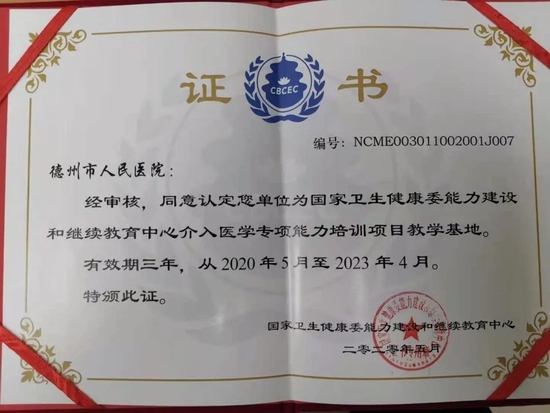 证 书
CBCEC
编号：NCME003011002001J007
德州市人民医院：
经审核，同意认定您单位为国家卫生健康委能力建设
和继续教育中心介入医学专项能力培训项目教学基地。
有效期三年，从2020年5月至2023年4月。
特颁此证。
国家卫生健康委能力建设和继续教育中心
二零二零年五月